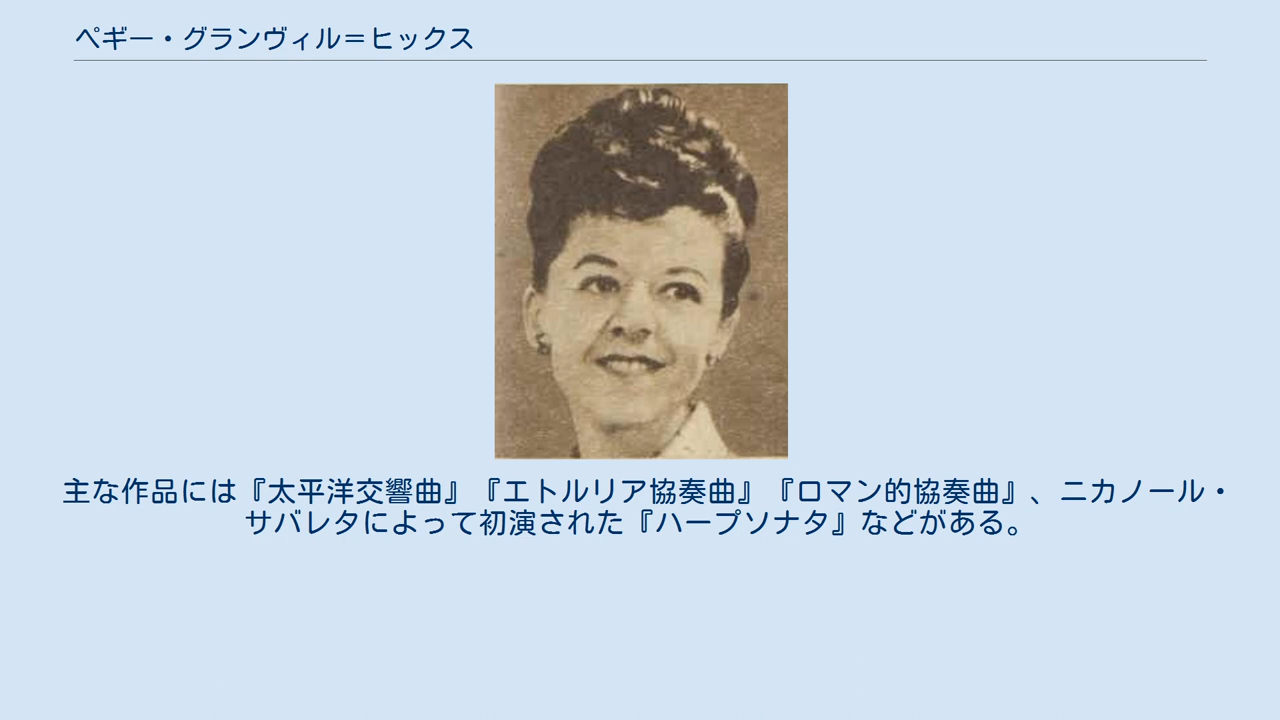 ペギー・グランヴィル＝ヒックス
主な作品には『太平洋交響曲』『エトルリア協奏曲』『ロマン的協奏曲』、ニカノール・
サバレタによって初演された『ハープソナタ』などがある。